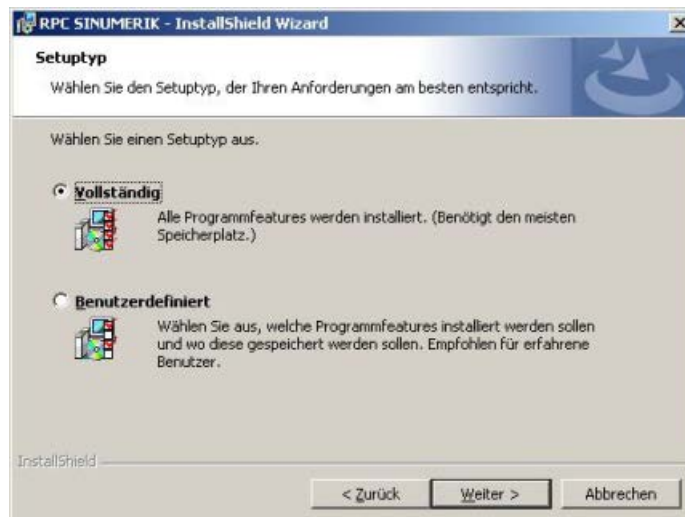 RPC SINUMERIK - InstallShield Wizard
Setuptyp
Wählen Sie den Setuptyp, der Ihren Anforderungen am besten entspricht.
Wählen Sie einen Setuptyp aus.
Vollständig
Alle Programmfeatures werden installiert. (Benötigt den meisten
Speicherplatz.)
Benutzerdefiniert
Wählen Sie aus, welche Programmfeatures installiert werden sollen
und wo diese gespeichert werden sollen. Empfohlen für erfahrene
Benutzer.
InstallShield
< Zurück Weiter > Abbrechen